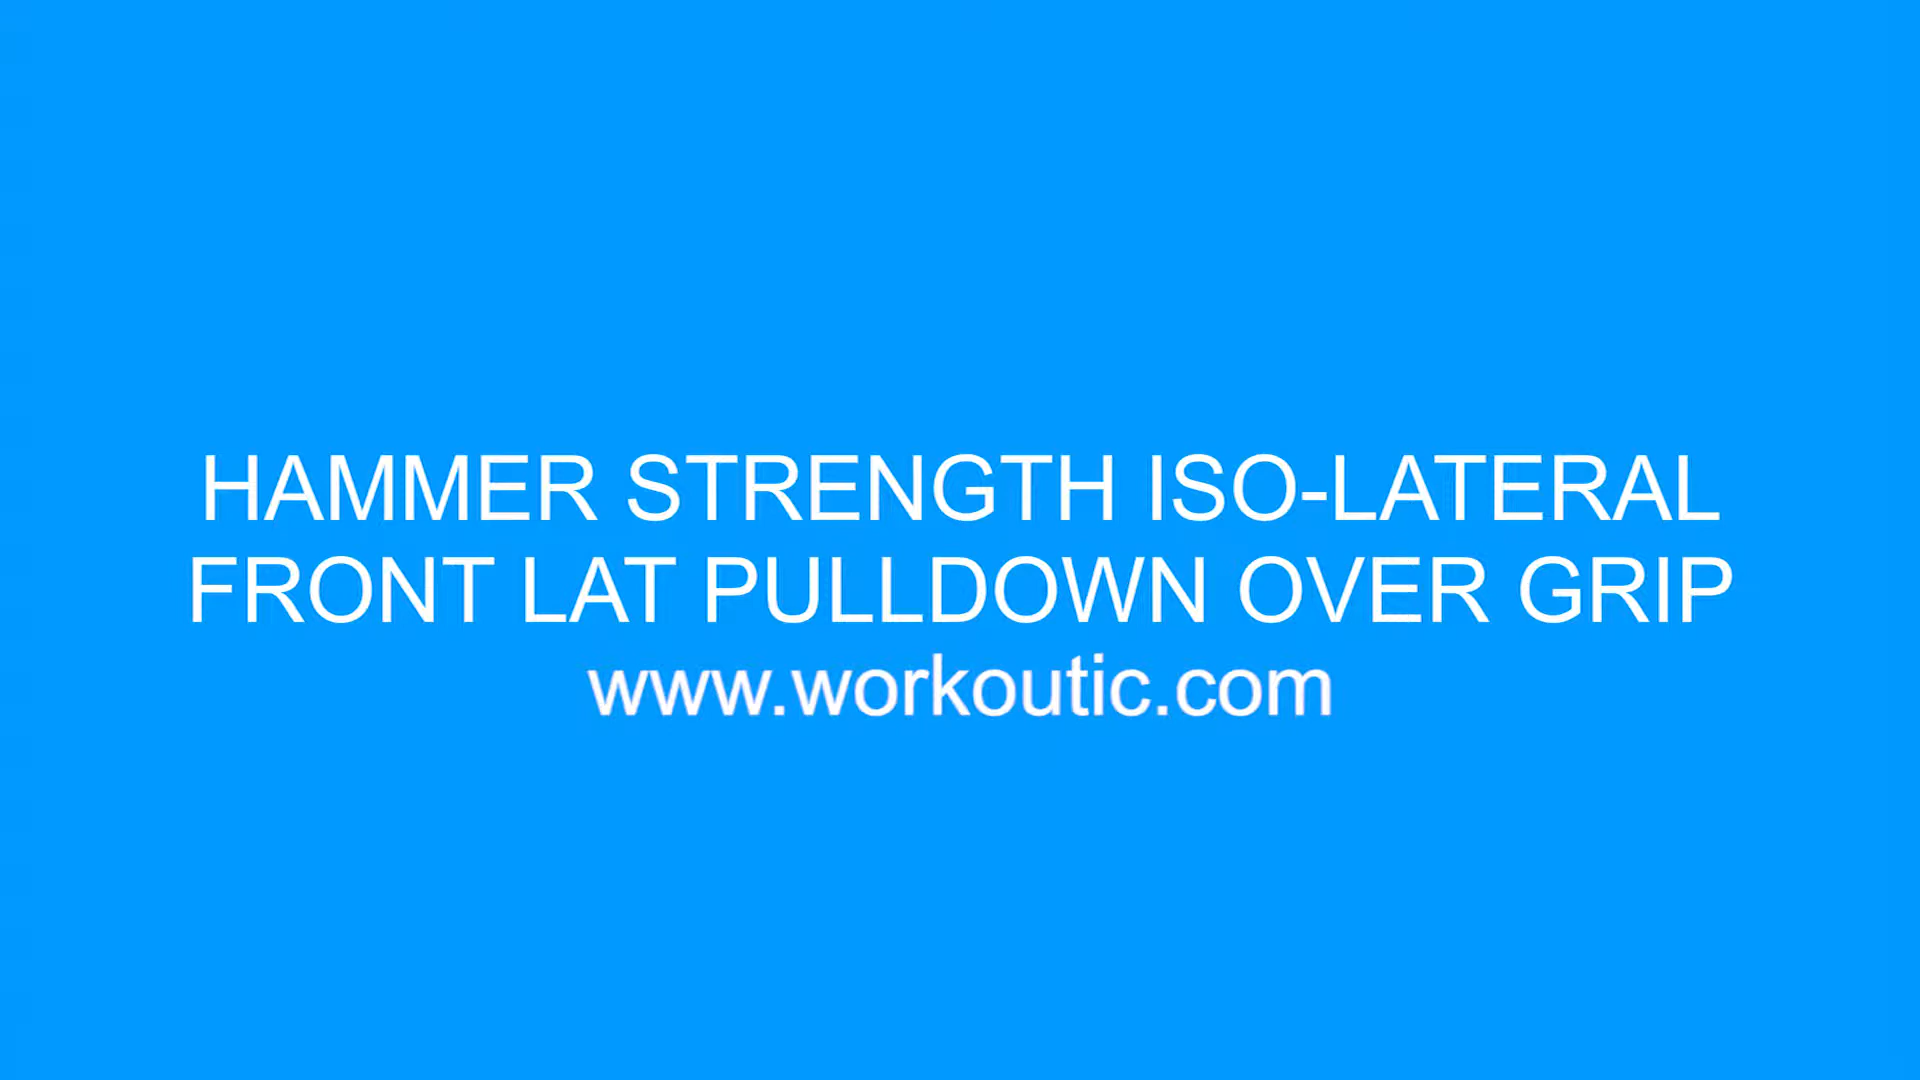 HAMMER STRENGTH ISO-LATERAL
FRONT LAT PULLDOWN OVER GRIP
www.workoutic.com